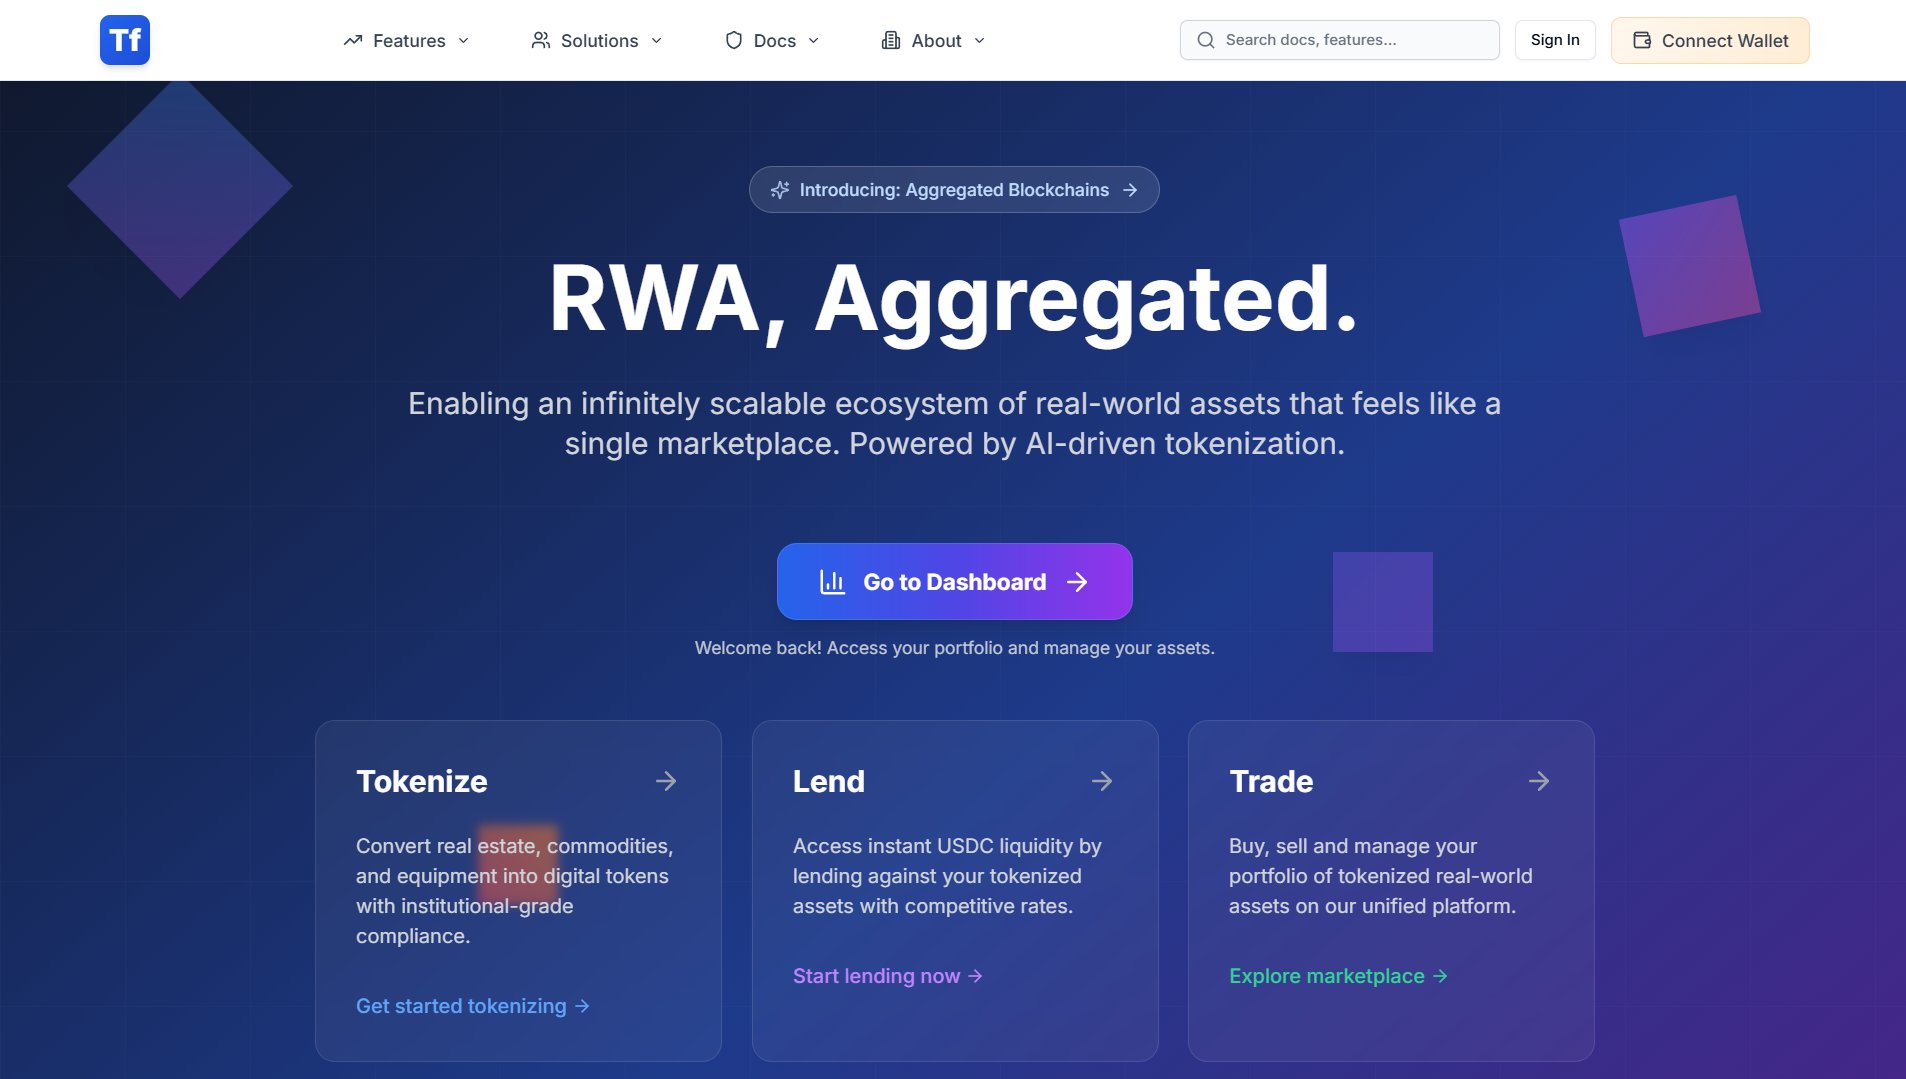 Tf
Features
Solutions
Docs
About
Search docs, features...
Sign In
Connect Wallet
Introducing: Aggregated Blockchains
RWA, Aggregated.
Enabling an infinitely scalable ecosystem of real-world assets that feels like a
single marketplace. Powered by AI-driven tokenization.
Go to Dashboard
Welcome back! Access your portfolio and manage your assets.
Tokenize
Convert real estate, commodities,
and equipment into digital tokens
with institutional-grade
compliance.
Get started tokenizing
Lend
Access instant USDC liquidity by
lending against your tokenized
assets with competitive rates.
Start lending now
Trade
Buy, sell and manage your
portfolio of tokenized real-world
assets on our unified platform.
Explore marketplace